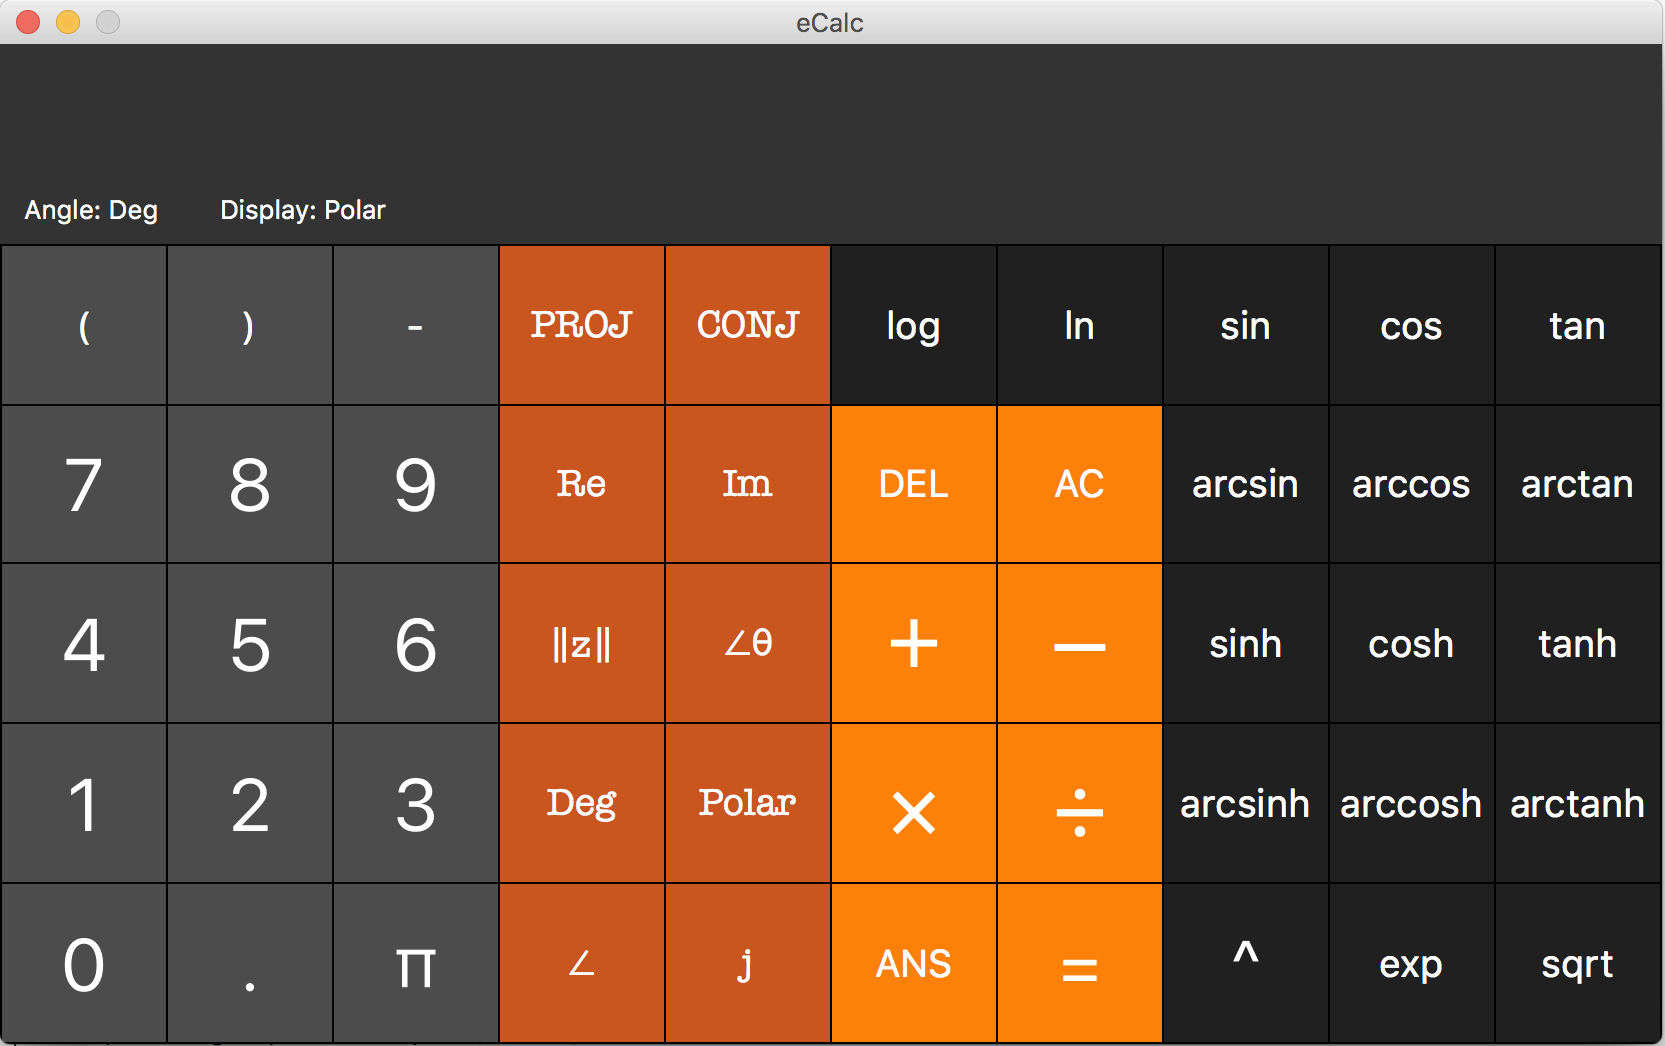 eCalc
Angle: Deg Display: Polar
( ) - PROJ CONJ log ln sin cos tan
7 8 9 Re Im DEL AC arcsin arccos arctan
4 5 6 ‖z‖ ∠θ + − sinh cosh tanh
1 2 3 Deg Polar × ÷ arcsinh arccosh arctanh
0 . π ∠ j ANS = ^ exp sqrt